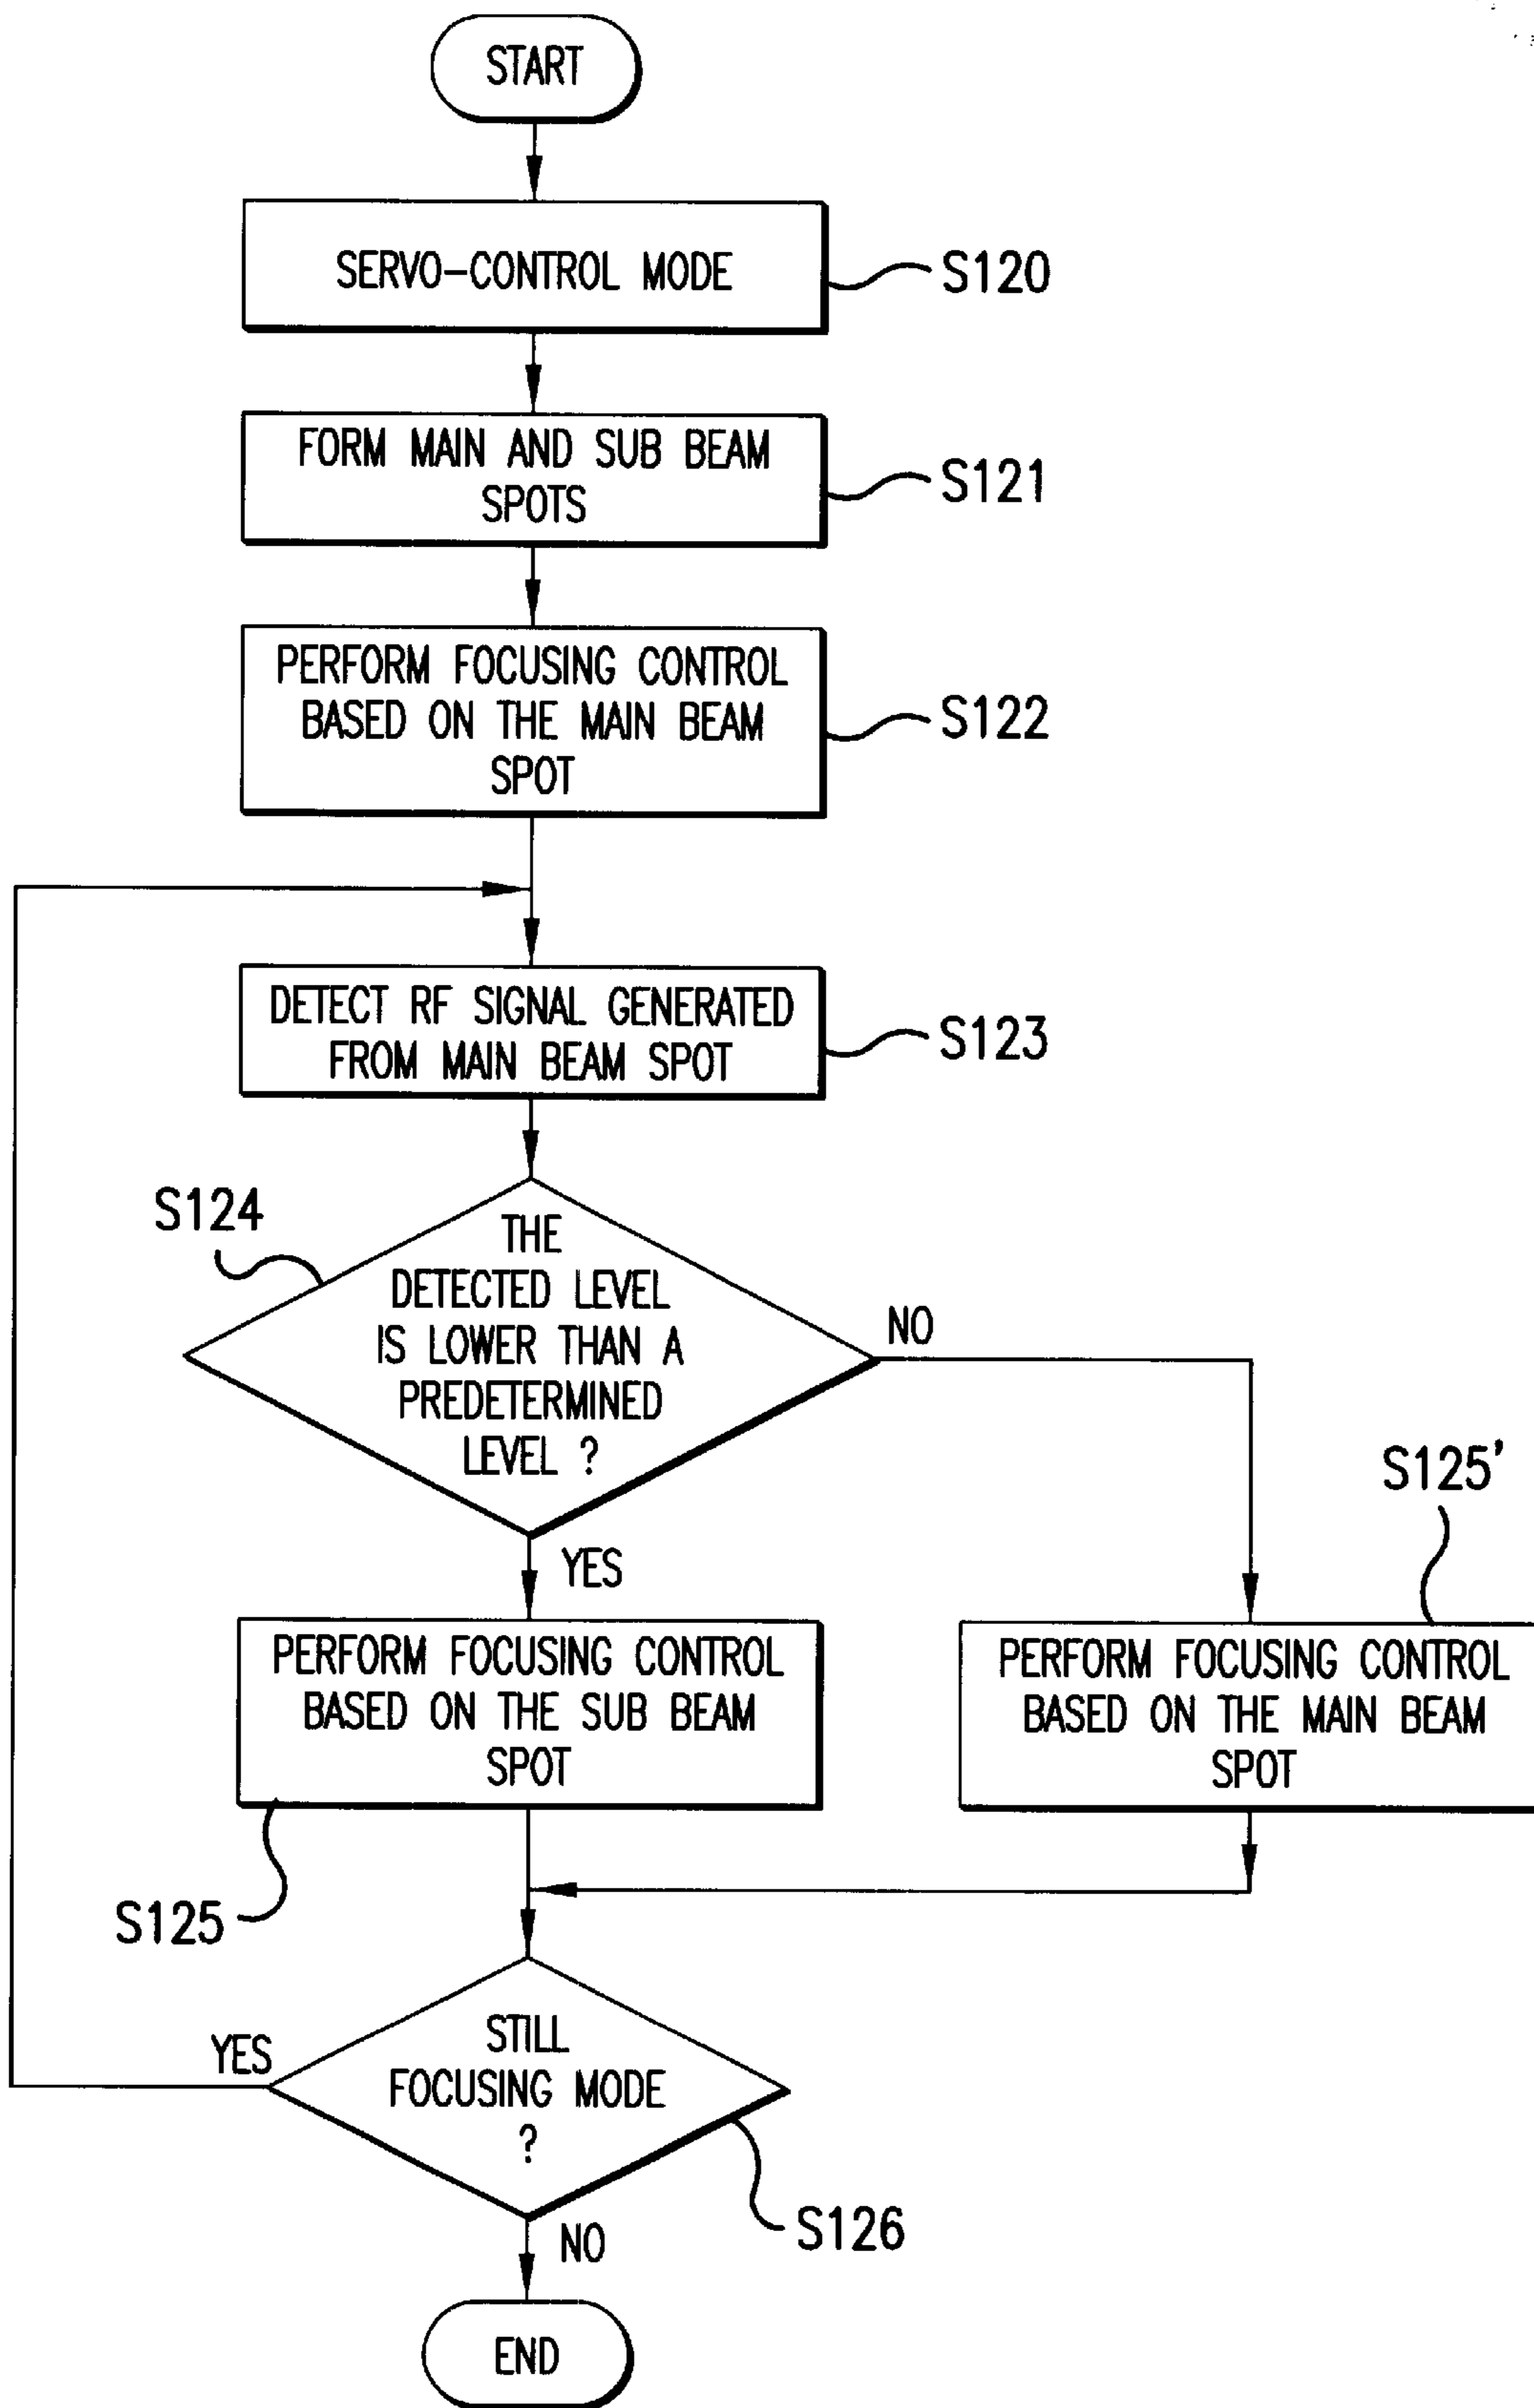 START
SERVO-CONTROL MODE
S120
FORM MAIN AND SUB BEAM
SPOTS
S121
PERFORM FOCUSING CONTROL
BASED ON THE MAIN BEAM
SPOT
S122
DETECT RF SIGNAL GENERATED
FROM MAIN BEAM SPOT
S123
S124
THE
DETECTED LEVEL
IS LOWER THAN A
PREDETERMINED
LEVEL ?
NO
YES
S125'
PERFORM FOCUSING CONTROL
BASED ON THE SUB BEAM
SPOT
S125
PERFORM FOCUSING CONTROL
BASED ON THE MAIN BEAM
SPOT
STILL
FOCUSING MODE
?
YES
S126
NO
END